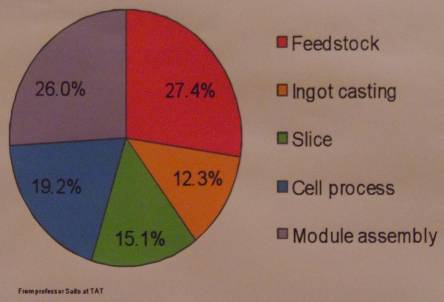 27.4%
12.3%
15.1%
19.2%
26.0%
Feedstock
Ingot casting
Slice
Cell process
Module assembly
From professor Saito at TAT